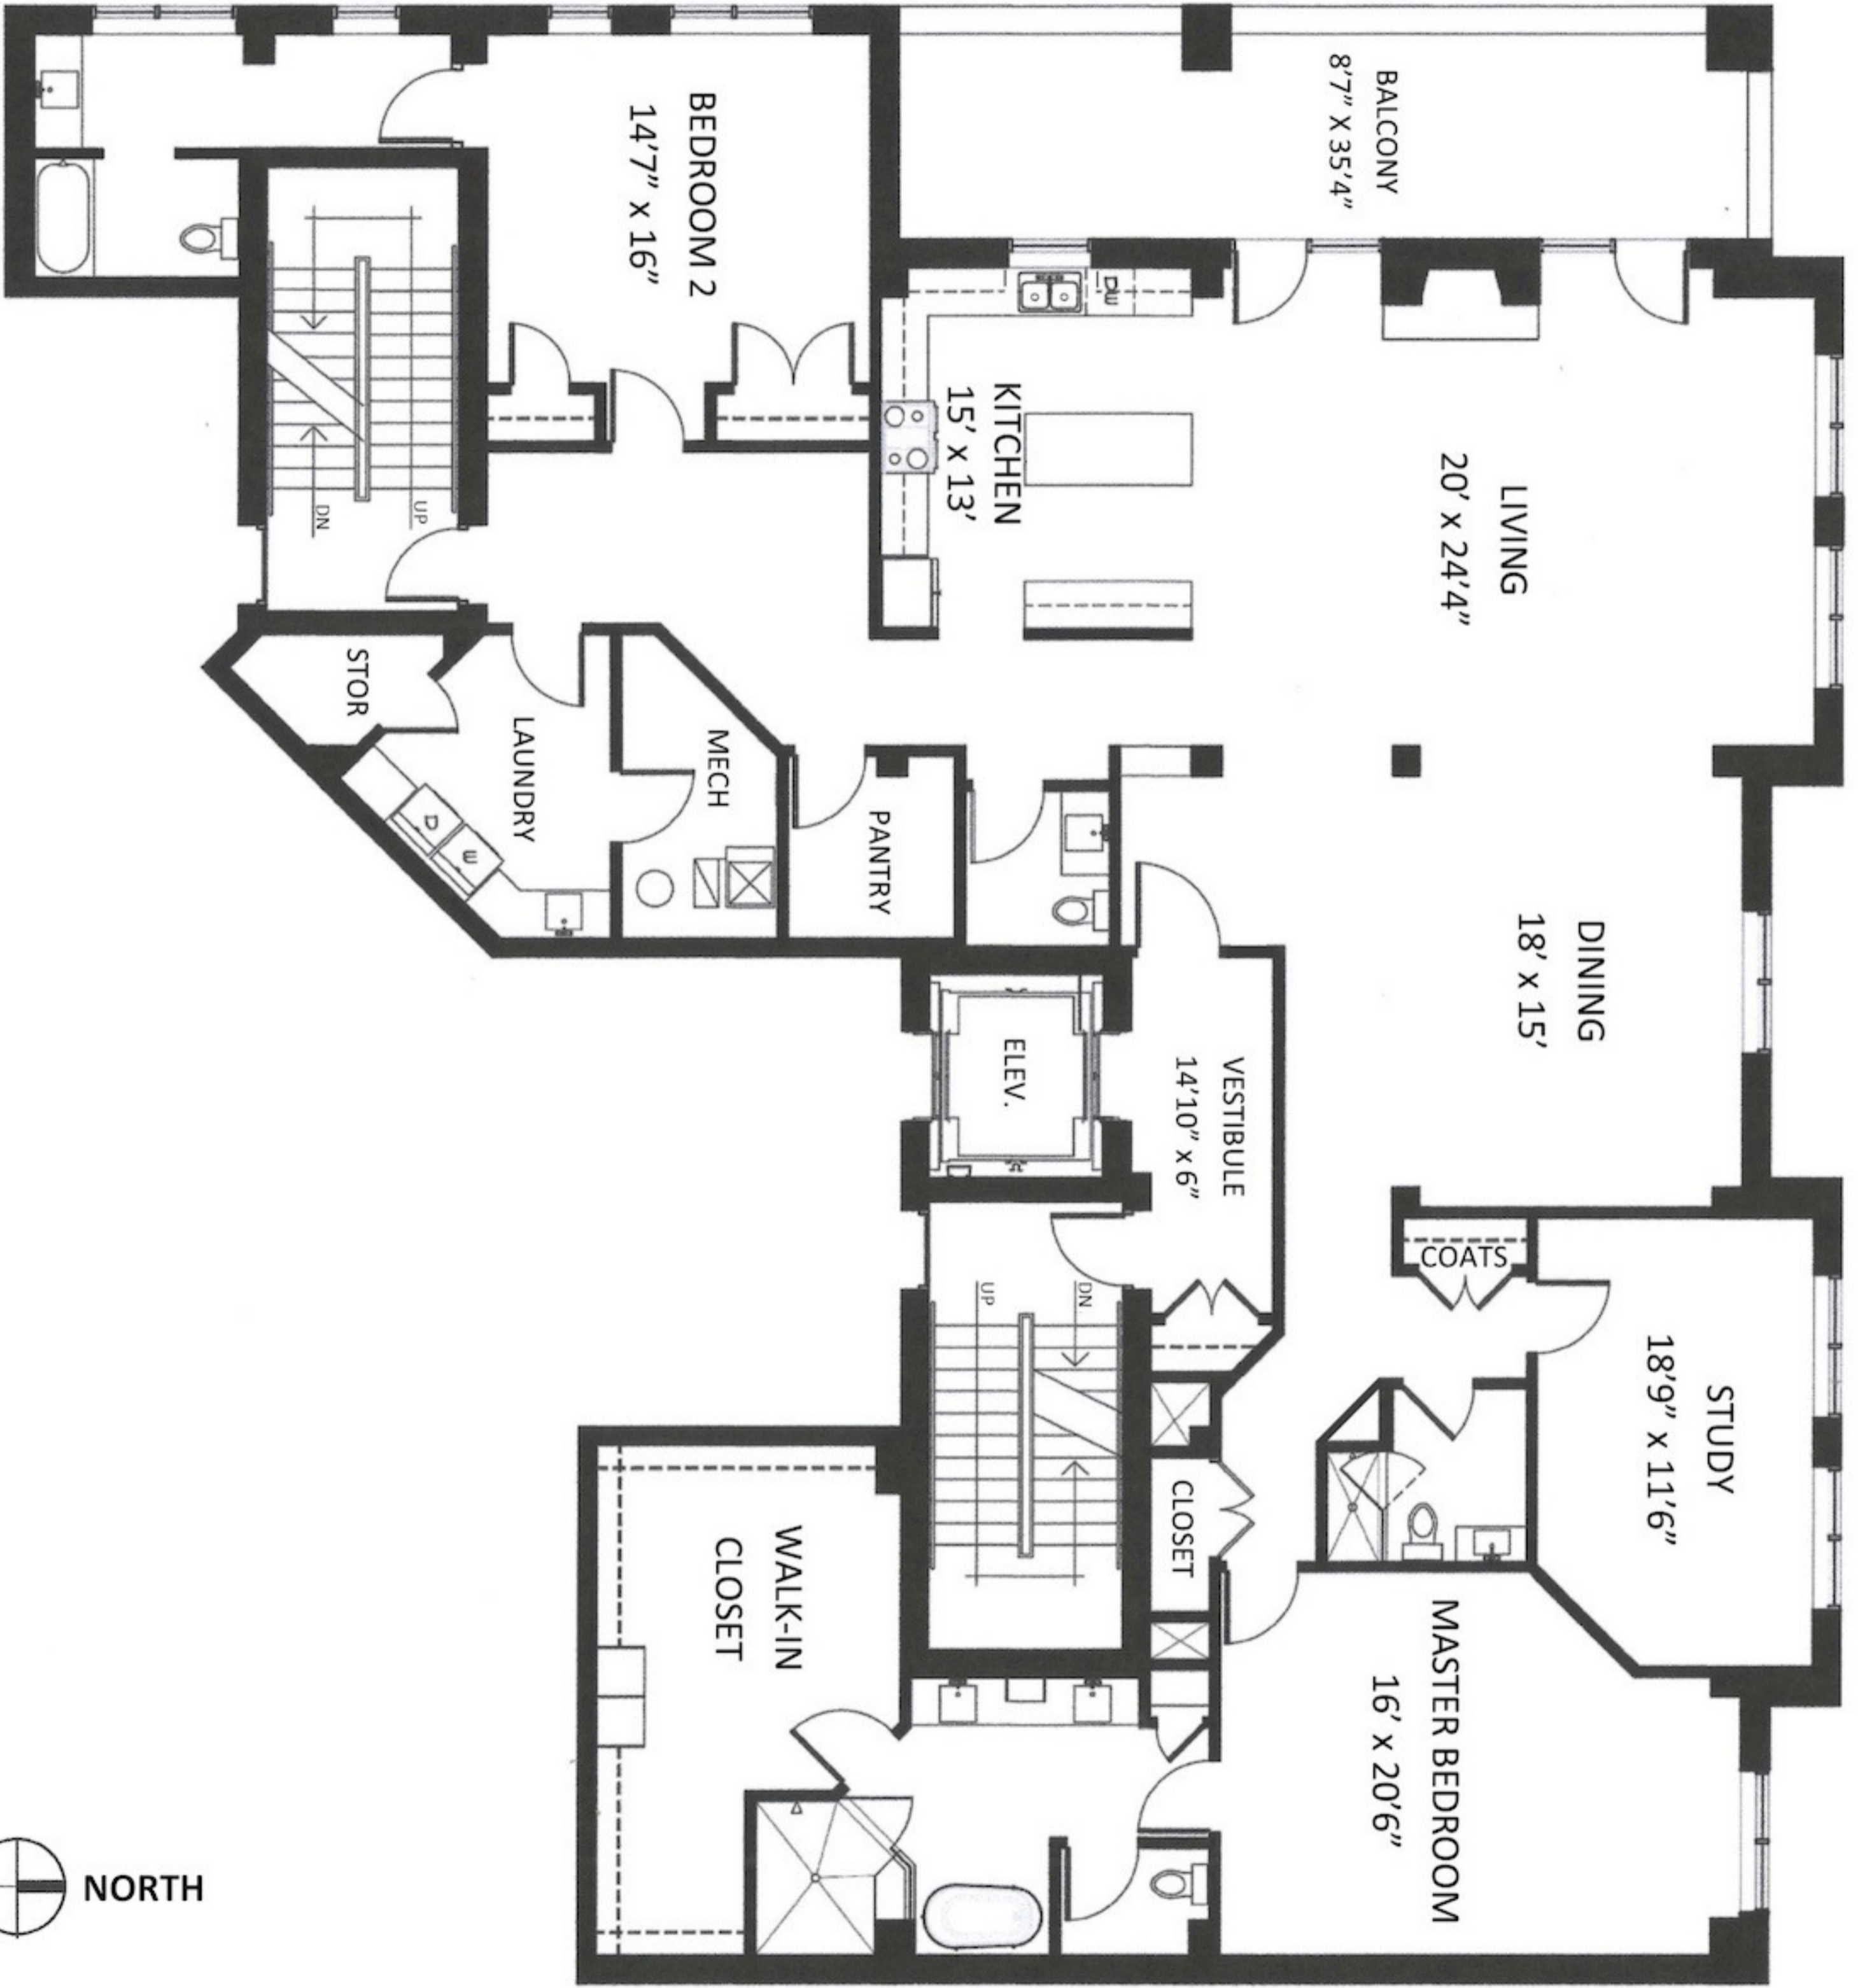 BALCONY
8'7” X 35'4”
BEDROOM 2
14'7” x 16”
DW
KITCHEN
15’ x 13’
LIVING
20’ x 24’4”
UP
DN
STOR
LAUNDRY
D
W
MECH
PANTRY
DINING
18’ x 15’
ELEV.
VESTIBULE
14’10” x 6”
COATS
UP
DN
STUDY
18’9” x 11’6”
CLOSET
WALK-IN
CLOSET
MASTER BEDROOM
16’ x 20’6”
NORTH